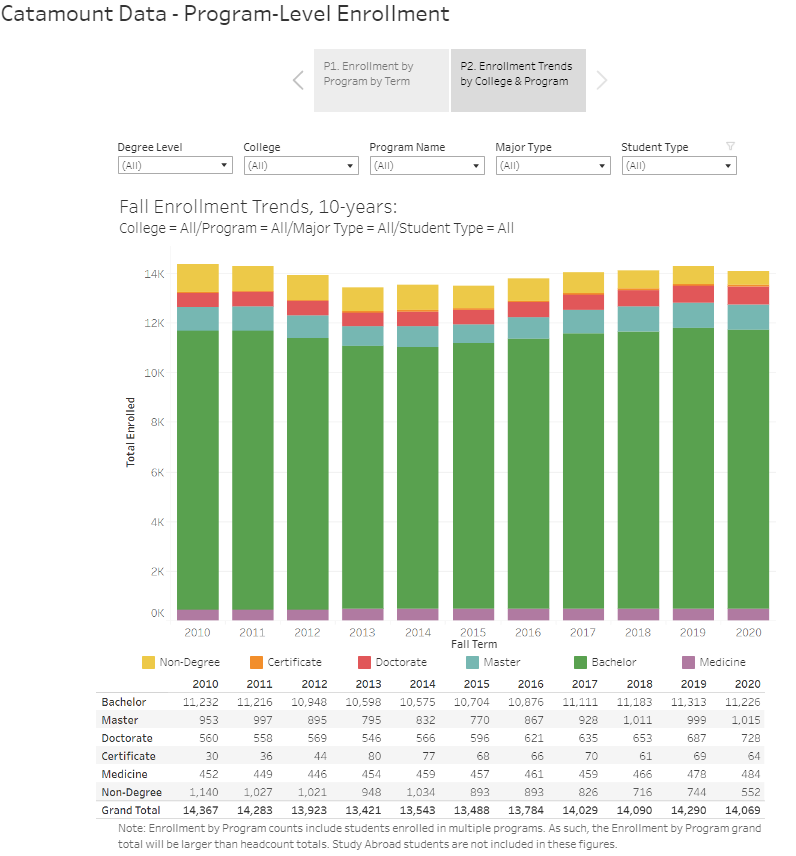 Catamount Data - Program-Level Enrollment
P1. Enrollment by
Program by Term
P2. Enrollment Trends
by College & Program
Degree Level College Program Name Major Type Student Type
(All) (All) (All) (All) (All)
Fall Enrollment Trends, 10-years:
College = All/Program = All/Major Type = All/Student Type = All
14K
12K
10K
8K
6K
4K
2K
0K
Total Enrolled
2010 2011 2012 2013 2014 2015 2016 2017 2018 2019 2020
Fall Term
Non-Degree Certificate Doctorate Master Bachelor Medicine
2010 2011 2012 2013 2014 2015 2016 2017 2018 2019 2020
Bachelor 11,232 11,216 10,948 10,598 10,575 10,704 10,876 11,111 11,183 11,313 11,226
Master 953 997 895 795 832 770 867 928 1,011 999 1,015
Doctorate 560 558 569 546 566 596 621 635 653 687 728
Certificate 30 36 44 80 77 68 66 70 61 69 64
Medicine 452 449 446 454 459 457 461 459 466 478 484
Non-Degree 1,140 1,027 1,021 948 1,034 893 893 826 716 744 552
Grand Total 14,367 14,283 13,923 13,421 13,543 13,488 13,784 14,029 14,090 14,290 14,069
Note: Enrollment by Program counts include students enrolled in multiple programs. As such, the Enrollment by Program grand
total will be larger than headcount totals. Study Abroad students are not included in these figures.